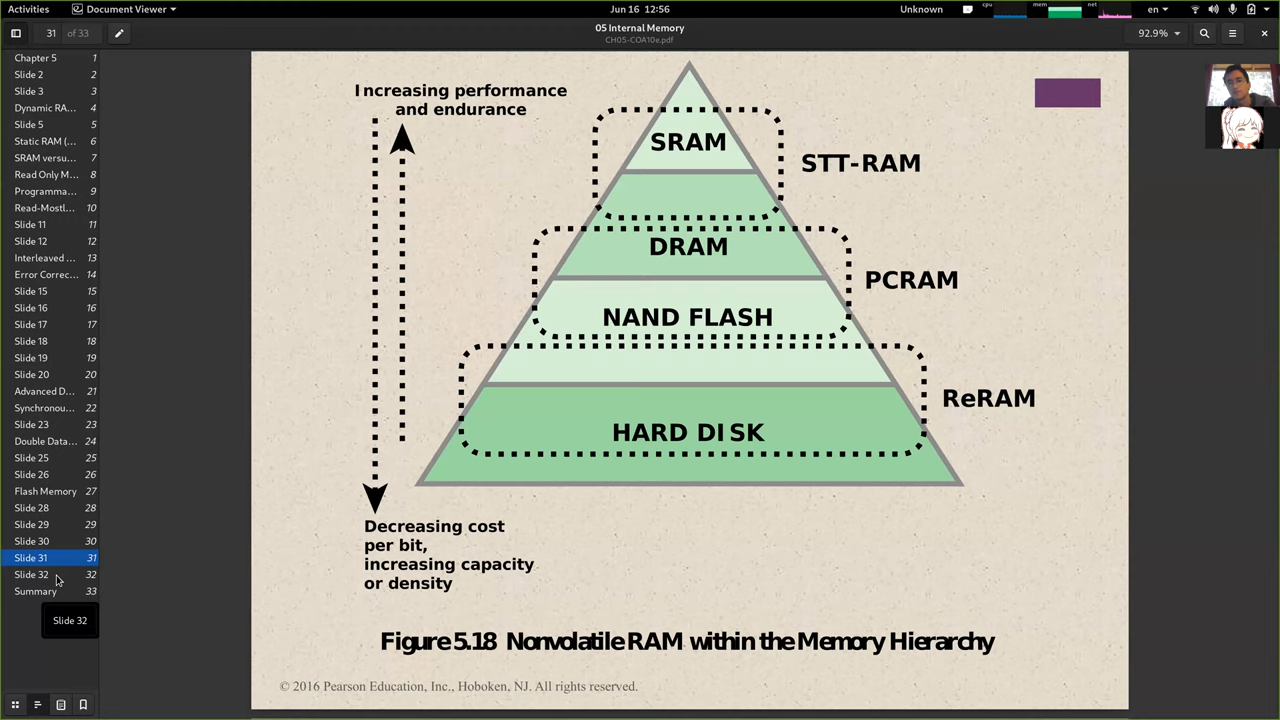 Activities
Document Viewer
Jun 16 12:56
Unknown
cpu
mem
net
en
31 of 33
05 Internal Memory
CH05-COA10e.pdf
92.9%
Chapter 5 1
Slide 2 2
Slide 3 3
Dynamic RA... 4
Slide 5 5
Static RAM (... 6
SRAM versu... 7
Read Only M... 8
Programma... 9
Read-Mostl... 10
Slide 11 11
Slide 12 12
Interleaved ... 13
Error Correc... 14
Slide 15 15
Slide 16 16
Slide 17 17
Slide 18 18
Slide 19 19
Slide 20 20
Advanced D... 21
Synchronou... 22
Slide 23 23
Double Data... 24
Slide 25 25
Slide 26 26
Flash Memory 27
Slide 28 28
Slide 29 29
Slide 30 30
Slide 31 31
Slide 32 32
Summary 33
Slide 32
Increasing performance
and endurance
SRAM
STT-RAM
DRAM
PCRAM
NAND FLASH
ReRAM
HARD DISK
Decreasing cost
per bit,
increasing capacity
or density
Figure 5.18 Nonvolatile RAM within the Memory Hierarchy
© 2016 Pearson Education, Inc., Hoboken, NJ. All rights reserved.